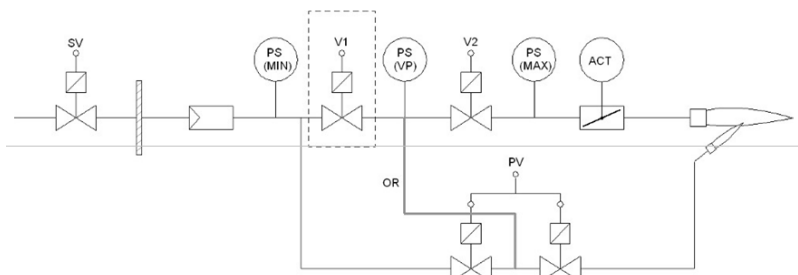 SV
PS
(MIN)
V1
PS
(VP)
V2
PS
(MAX)
ACT
OR
PV